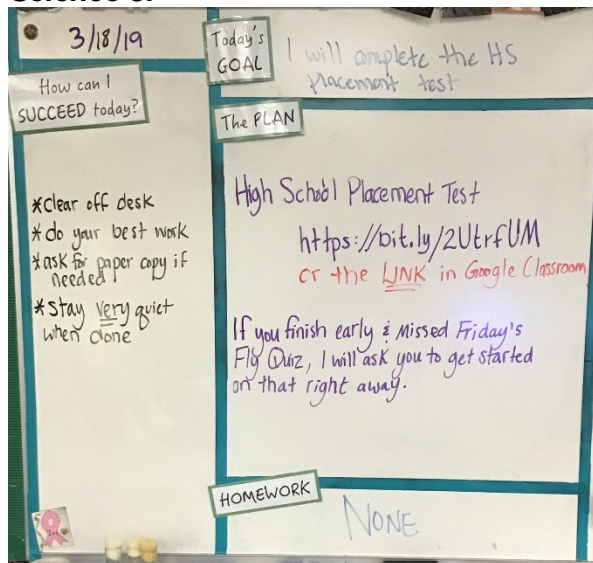 3/18/19
Today's
GOAL
I will complete the HS
placement test
How can I
SUCCEED today?
*clear off desk
*do your best work
*ask for paper copy if
needed
*stay very quiet
when done
The PLAN
High School Placement Test
https://bit.ly/2UtrfUM
or the LINK in Google Classroom
If you finish early & Missed Friday's
Fly Quiz, I will ask you to get started
on that right away.
HOMEWORK
NONE